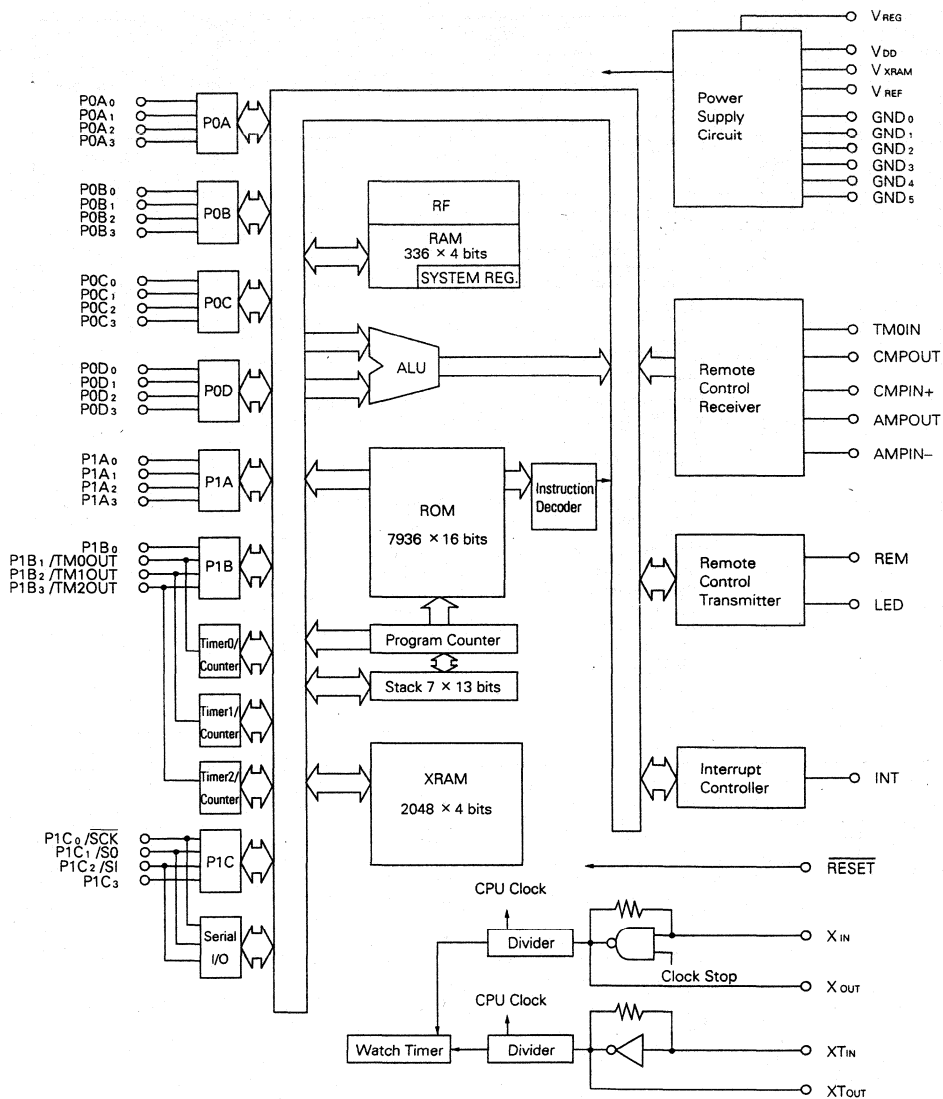 VREG
VDD
VXRAM
VREF
GND0
GND1
GND2
GND3
GND4
GND5
Power
Supply
Circuit
P0A0
P0A1
P0A2
P0A3
P0A
P0B0
P0B1
P0B2
P0B3
P0B
P0C0
P0C1
P0C2
P0C3
P0C
P0D0
P0D1
P0D2
P0D3
P0D
P1A0
P1A1
P1A2
P1A3
P1A
P1B0
P1B1/TM0OUT
P1B2/TM1OUT
P1B3/TM2OUT
P1B
Timer0/
Counter
Timer1/
Counter
Timer2/
Counter
P1C0/SCK
P1C1/SO
P1C2/SI
P1C3
P1C
Serial
I/O
RF
RAM
336 × 4 bits
SYSTEM REG.
ALU
ROM
7936 × 16 bits
Instruction
Decoder
Program Counter
Stack 7 × 13 bits
XRAM
2048 × 4 bits
Remote
Control
Receiver
TM0IN
CMPOUT
CMPIN+
AMPOUT
AMPIN−
Remote
Control
Transmitter
REM
LED
Interrupt
Controller
INT
RESET
CPU Clock
Divider
Clock Stop
XIN
XOUT
CPU Clock
Watch Timer
Divider
XTIN
XTOUT